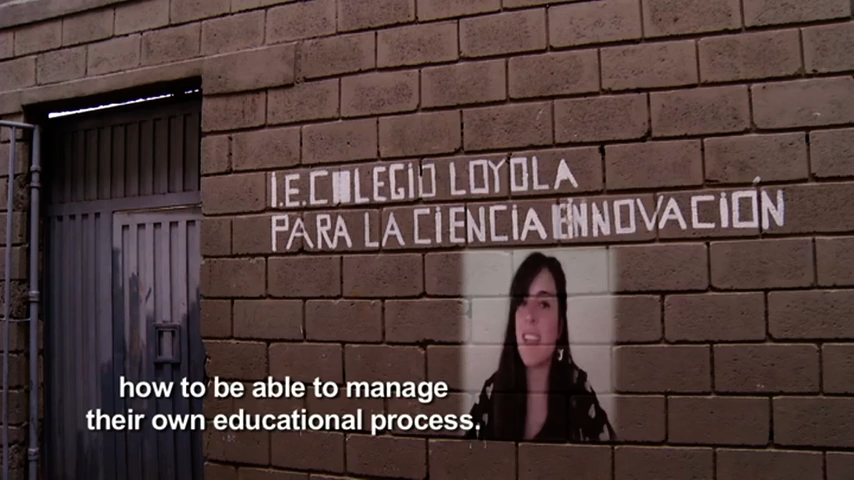 I.E. COLEGIO LOYOLA
PARA LA CIENCIA E INNOVACIÓN
how to be able to manage
their own educational process.